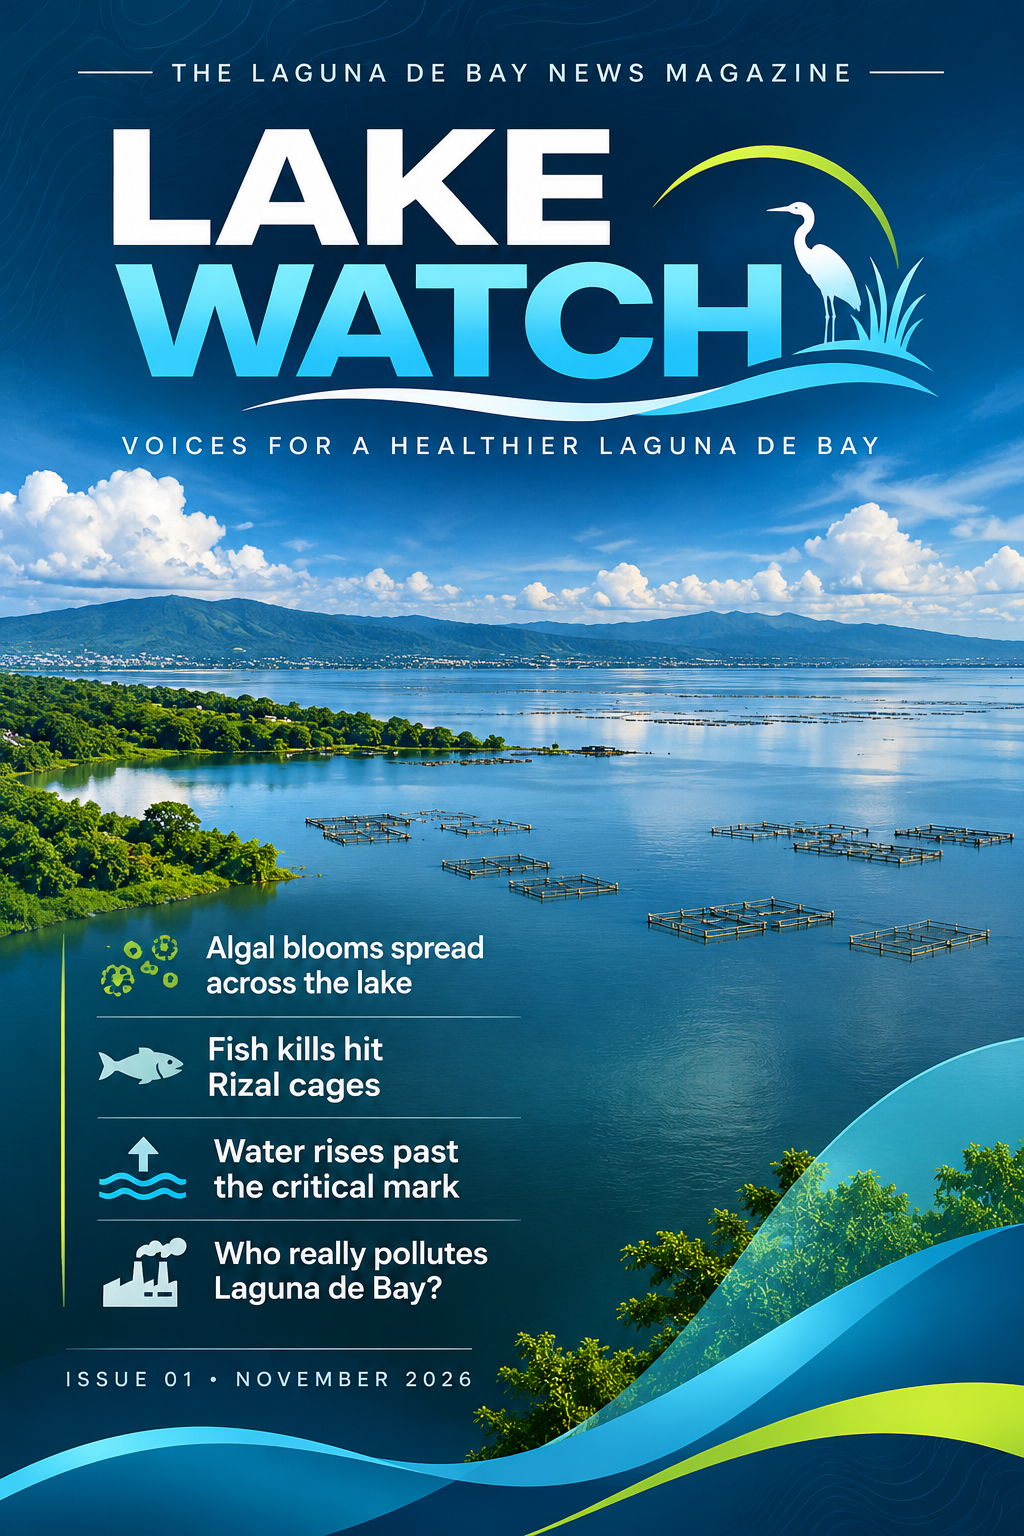 THE LAGUNA DE BAY NEWS MAGAZINE
LAKE
WATCH
VOICES FOR A HEALTHIER LAGUNA DE BAY
Algal blooms spread
across the lake
Fish kills hit
Rizal cages
Water rises past
the critical mark
Who really pollutes
Laguna de Bay?
ISSUE 01 • NOVEMBER 2026